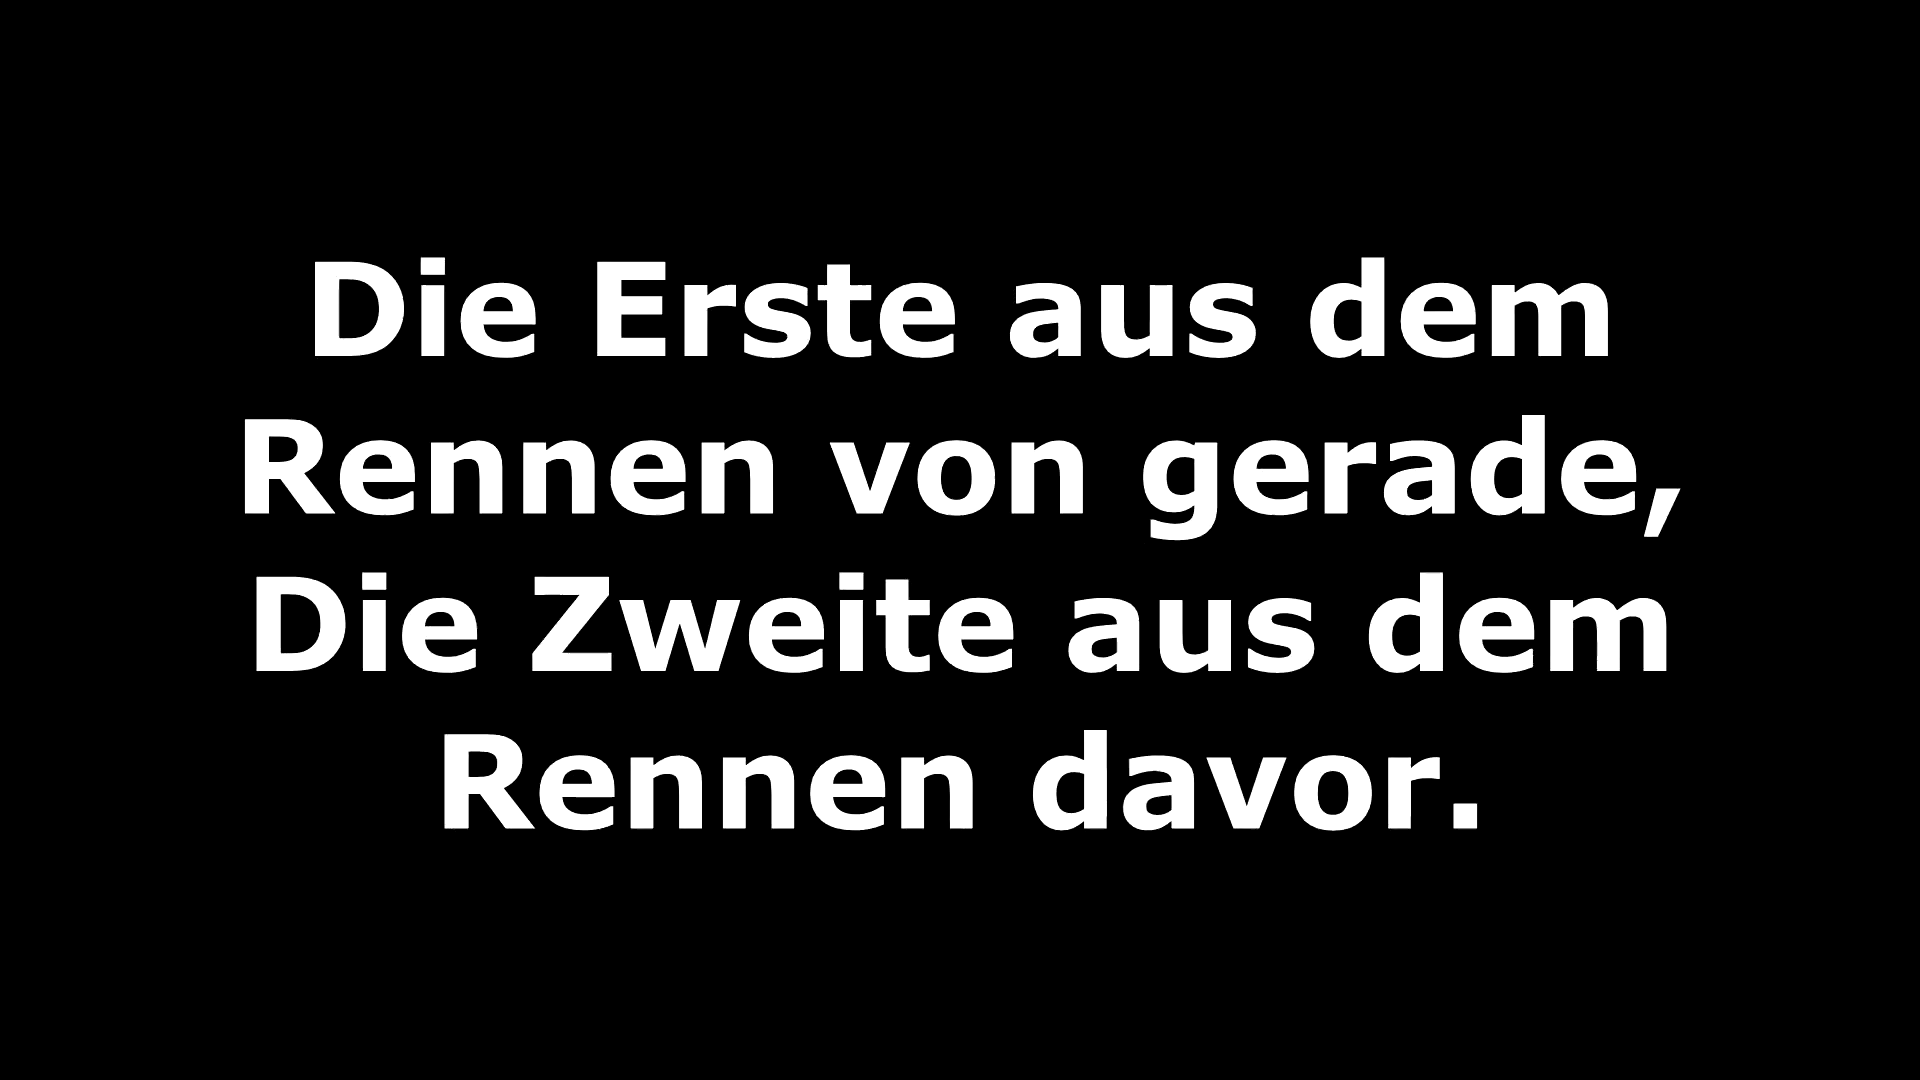 Die Erste aus dem
Rennen von gerade,
Die Zweite aus dem
Rennen davor.